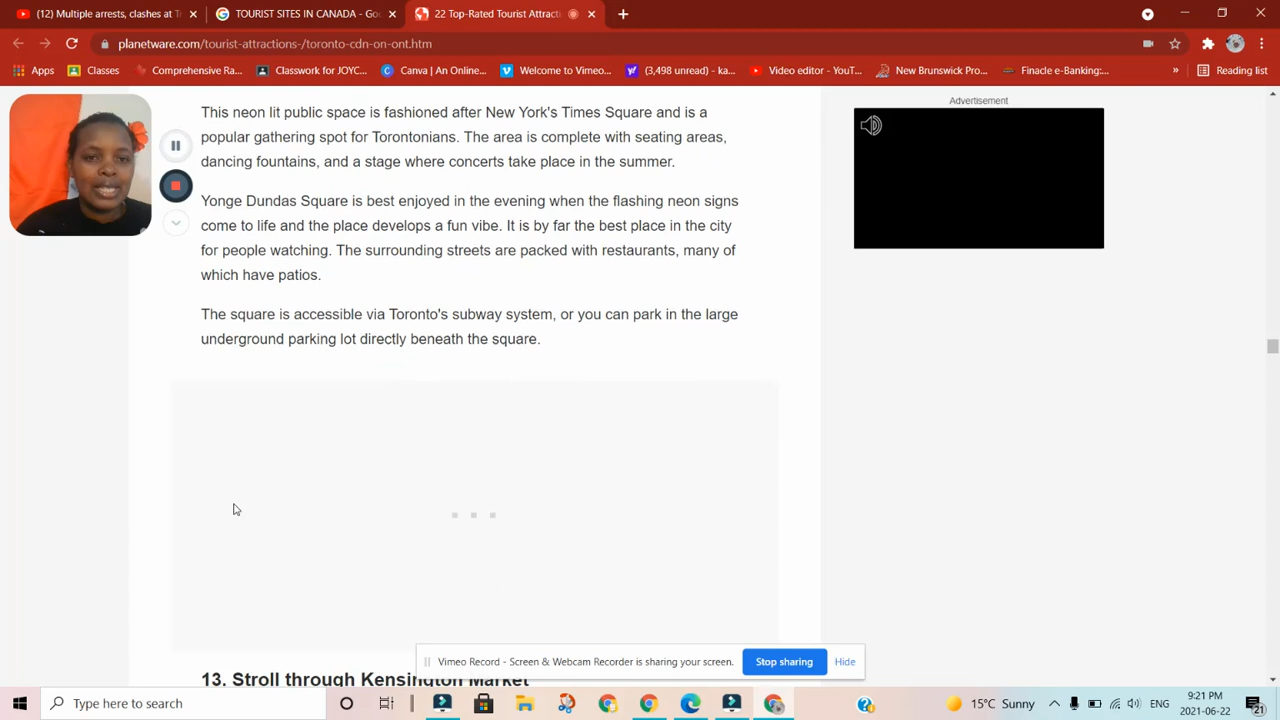 (12) Multiple arrests, clashes at T
TOURIST SITES IN CANADA - Goo
22 Top-Rated Tourist Attract
planetware.com/tourist-attractions-/toronto-cdn-on-ont.htm
Apps
Classes
Comprehensive Ra...
Classwork for JOYC...
Canva | An Online...
Welcome to Vimeo...
(3,498 unread) - ka...
Video editor - YouT...
New Brunswick Pro...
Finacle e-Banking:...
»
Reading list
This neon lit public space is fashioned after New York's Times Square and is a
popular gathering spot for Torontonians. The area is complete with seating areas,
dancing fountains, and a stage where concerts take place in the summer.
Yonge Dundas Square is best enjoyed in the evening when the flashing neon signs
come to life and the place develops a fun vibe. It is by far the best place in the city
for people watching. The surrounding streets are packed with restaurants, many of
which have patios.
The square is accessible via Toronto's subway system, or you can park in the large
underground parking lot directly beneath the square.
Advertisement
13. Stroll through Kensington Market
Vimeo Record - Screen & Webcam Recorder is sharing your screen.
Stop sharing
Hide
Type here to search
15°C Sunny
ENG
9:21 PM
2021-06-22
21